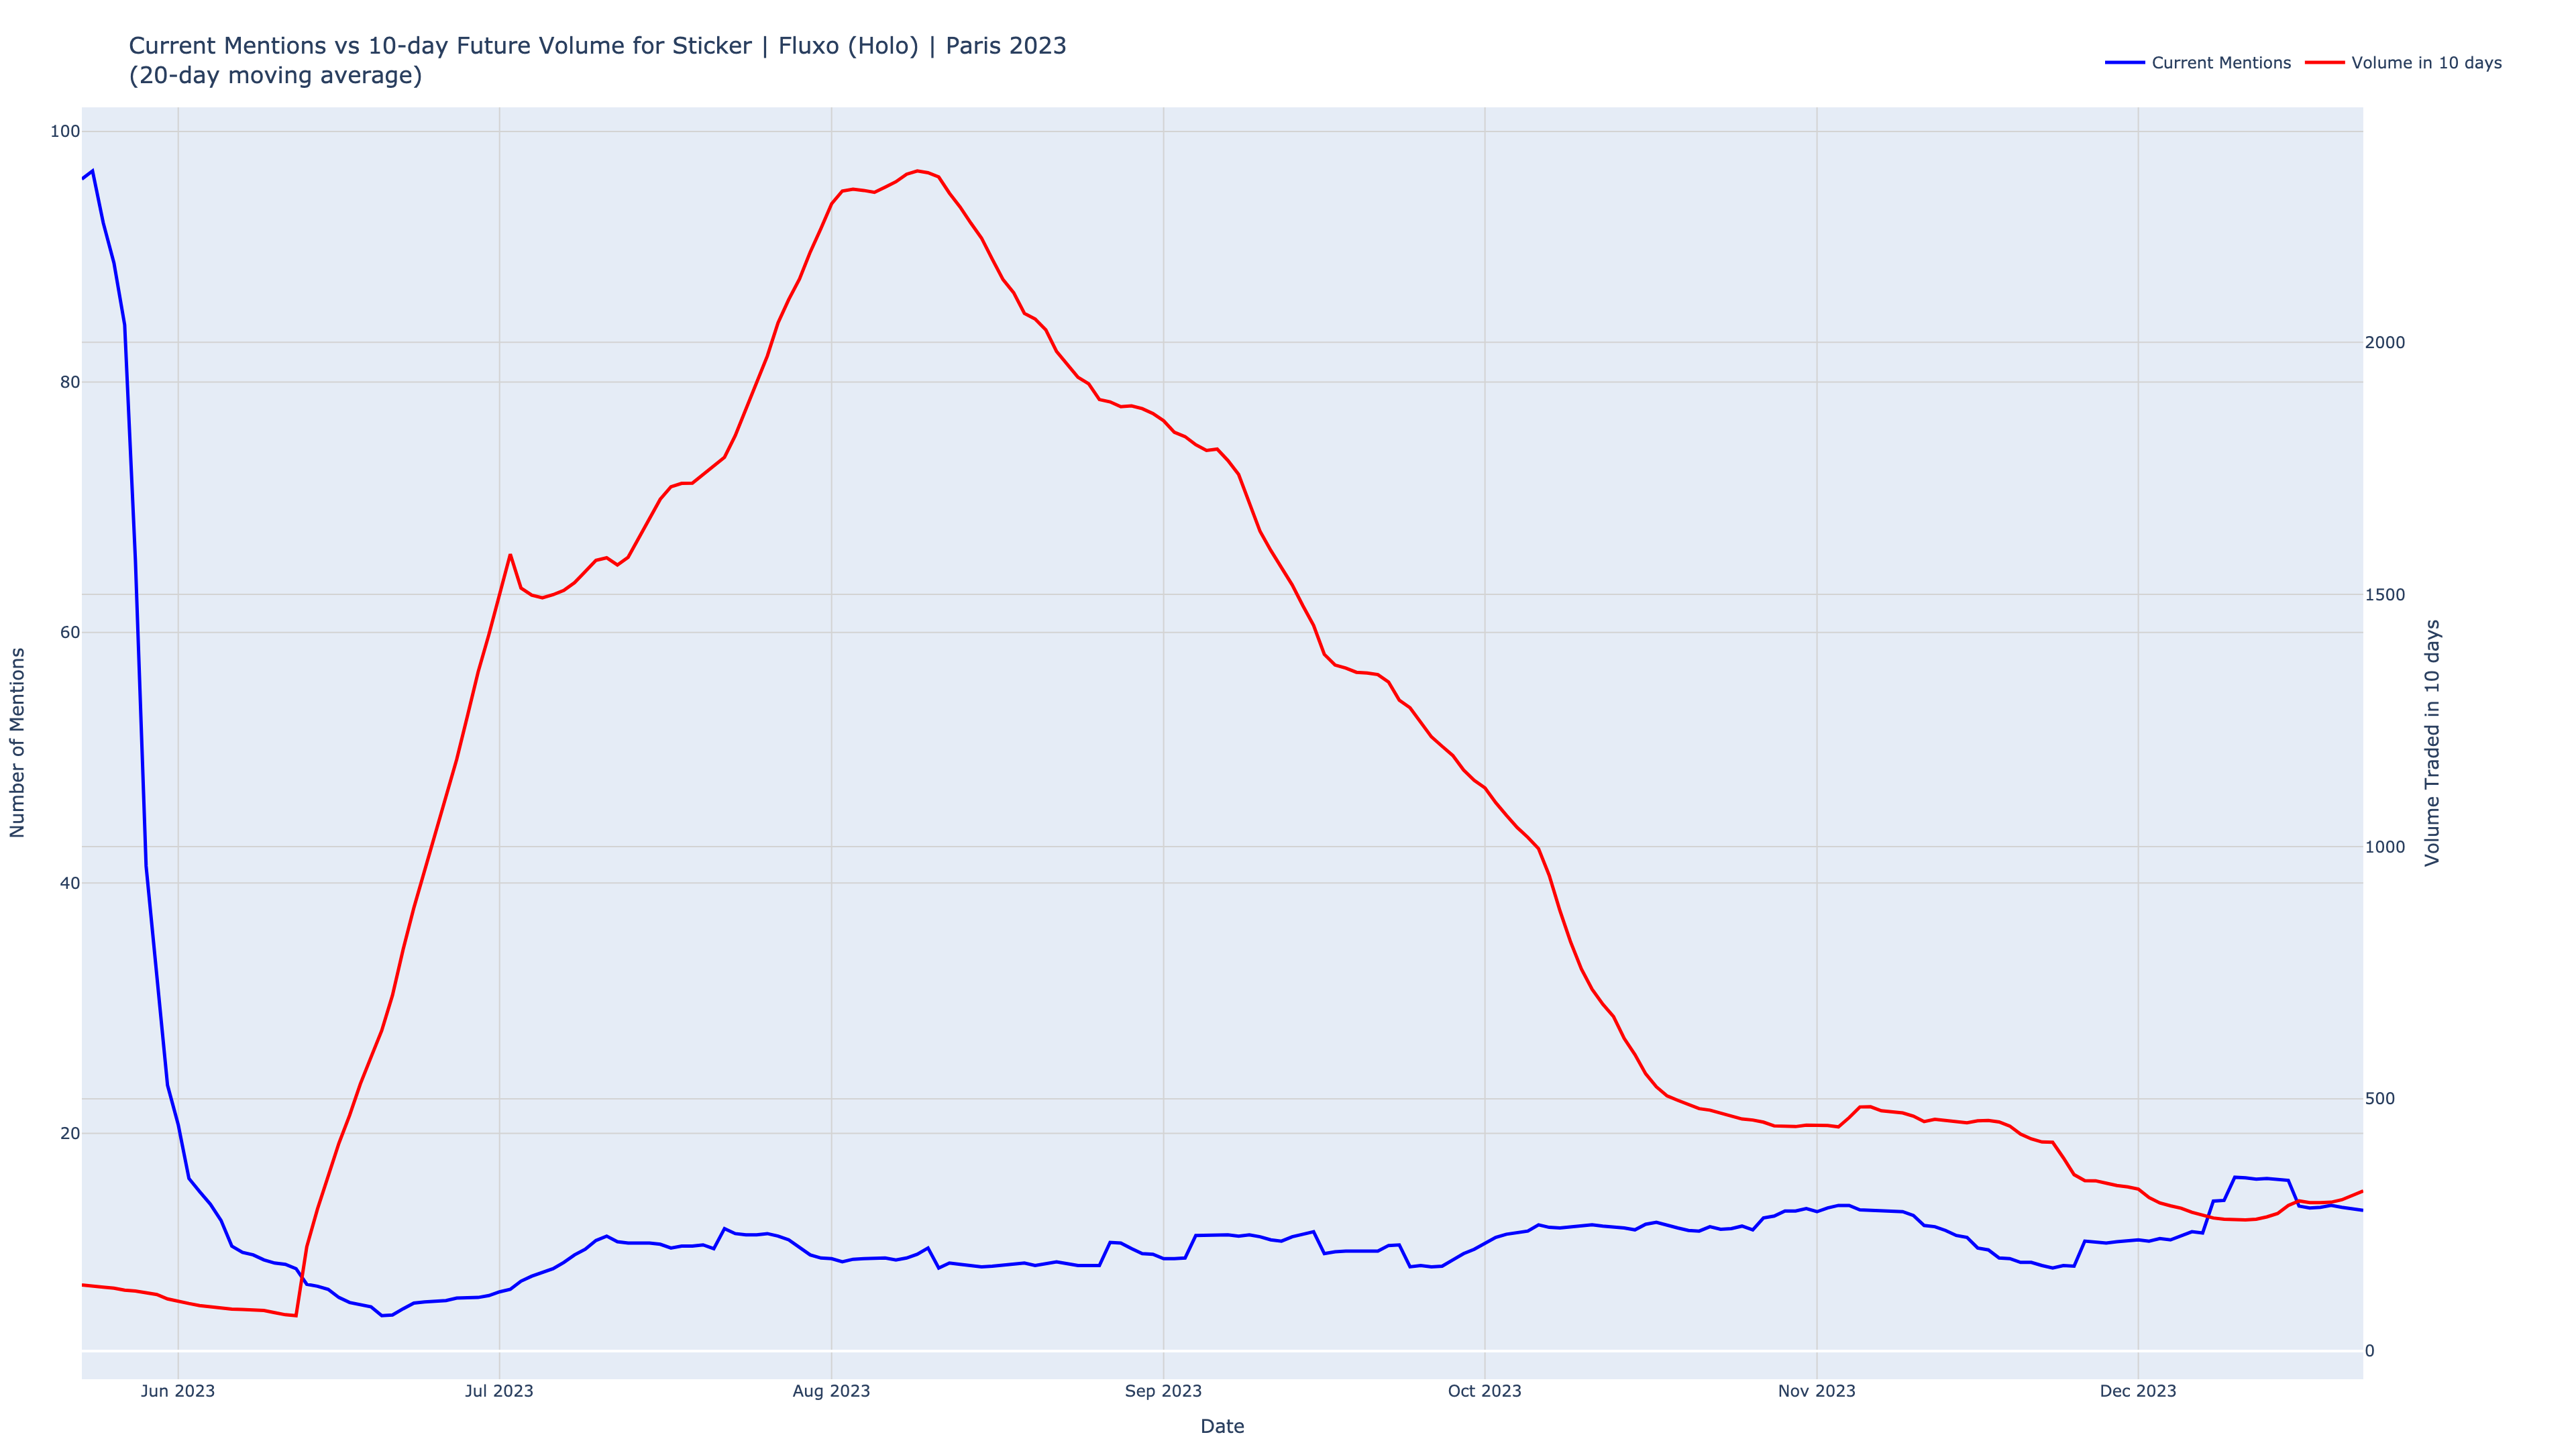 Current Mentions vs 10-day Future Volume for Sticker | Fluxo (Holo) | Paris 2023
(20-day moving average)
Current Mentions
Volume in 10 days
100
80
60
40
20
Number of Mentions
2000
1500
1000
500
0
Volume Traded in 10 days
Jun 2023
Jul 2023
Aug 2023
Sep 2023
Oct 2023
Nov 2023
Dec 2023
Date